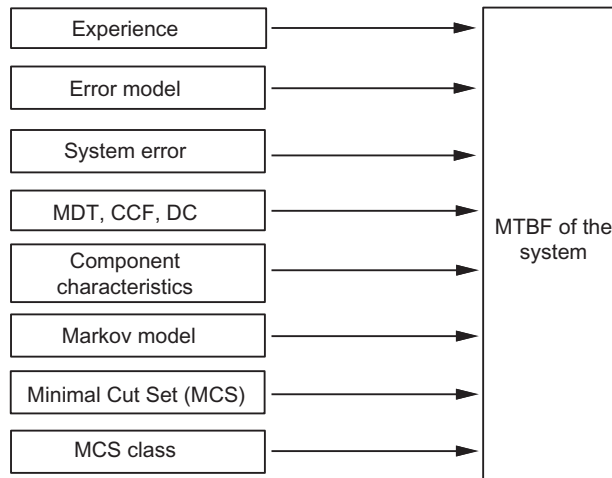 Experience
Error model
System error
MDT, CCF, DC
Component
characteristics
Markov model
Minimal Cut Set (MCS)
MCS class
MTBF of the
system